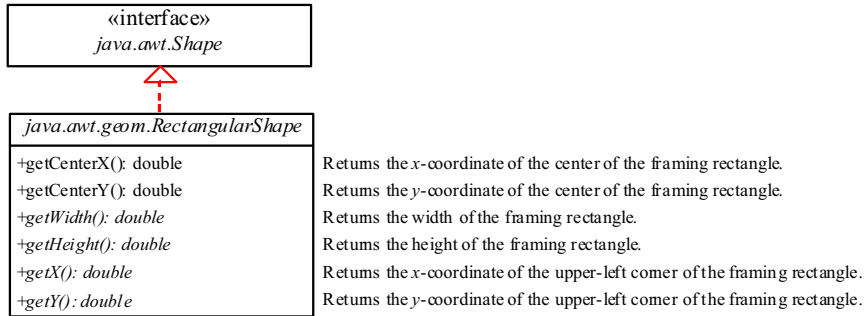 «interface»
java.awt.Shape
java.awt.geom.RectangularShape
+getCenterX(): double Returns the x-coordinate of the center of the framing rectangle.
+getCenterY(): double Returns the y-coordinate of the center of the framing rectangle.
+getWidth(): double Returns the width of the framing rectangle.
+getHeight(): double Returns the height of the framing rectangle.
+getX(): double Returns the x-coordinate of the upper-left corner of the framing rectangle.
+getY(): double Returns the y-coordinate of the upper-left corner of the framing rectangle.